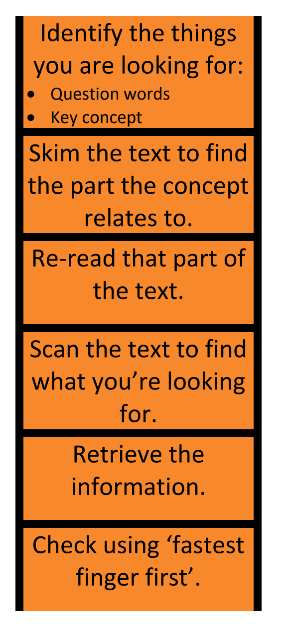 Identify the things
you are looking for:
• Question words
• Key concept
Skim the text to find
the part the concept
relates to.
Re-read that part of
the text.
Scan the text to find
what you’re looking
for.
Retrieve the
information.
Check using ‘fastest
finger first’.